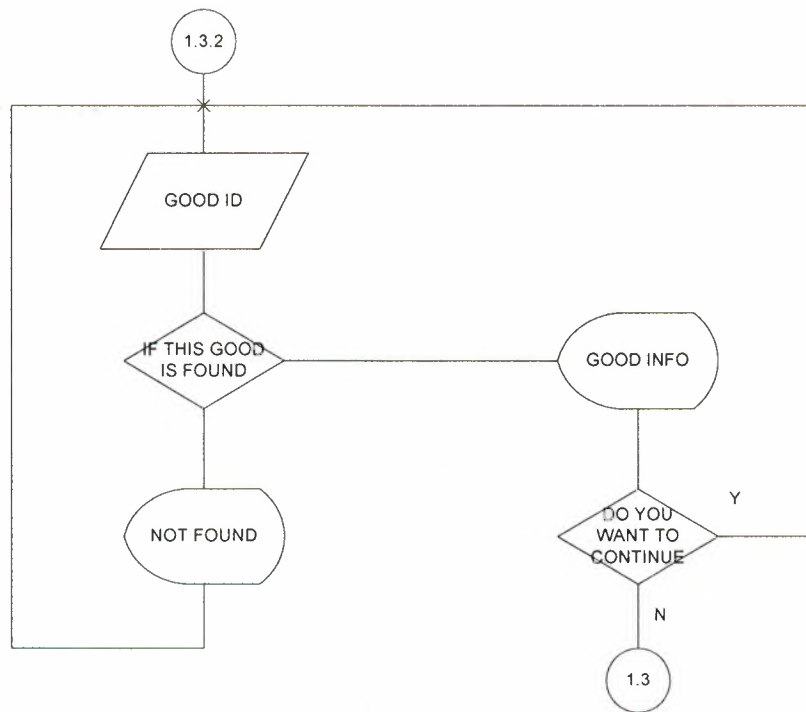 1.3.2
GOOD ID
IF THIS GOOD
IS FOUND
GOOD INFO
NOT FOUND
DO YOU
WANT TO
CONTINUE
Y
N
1.3